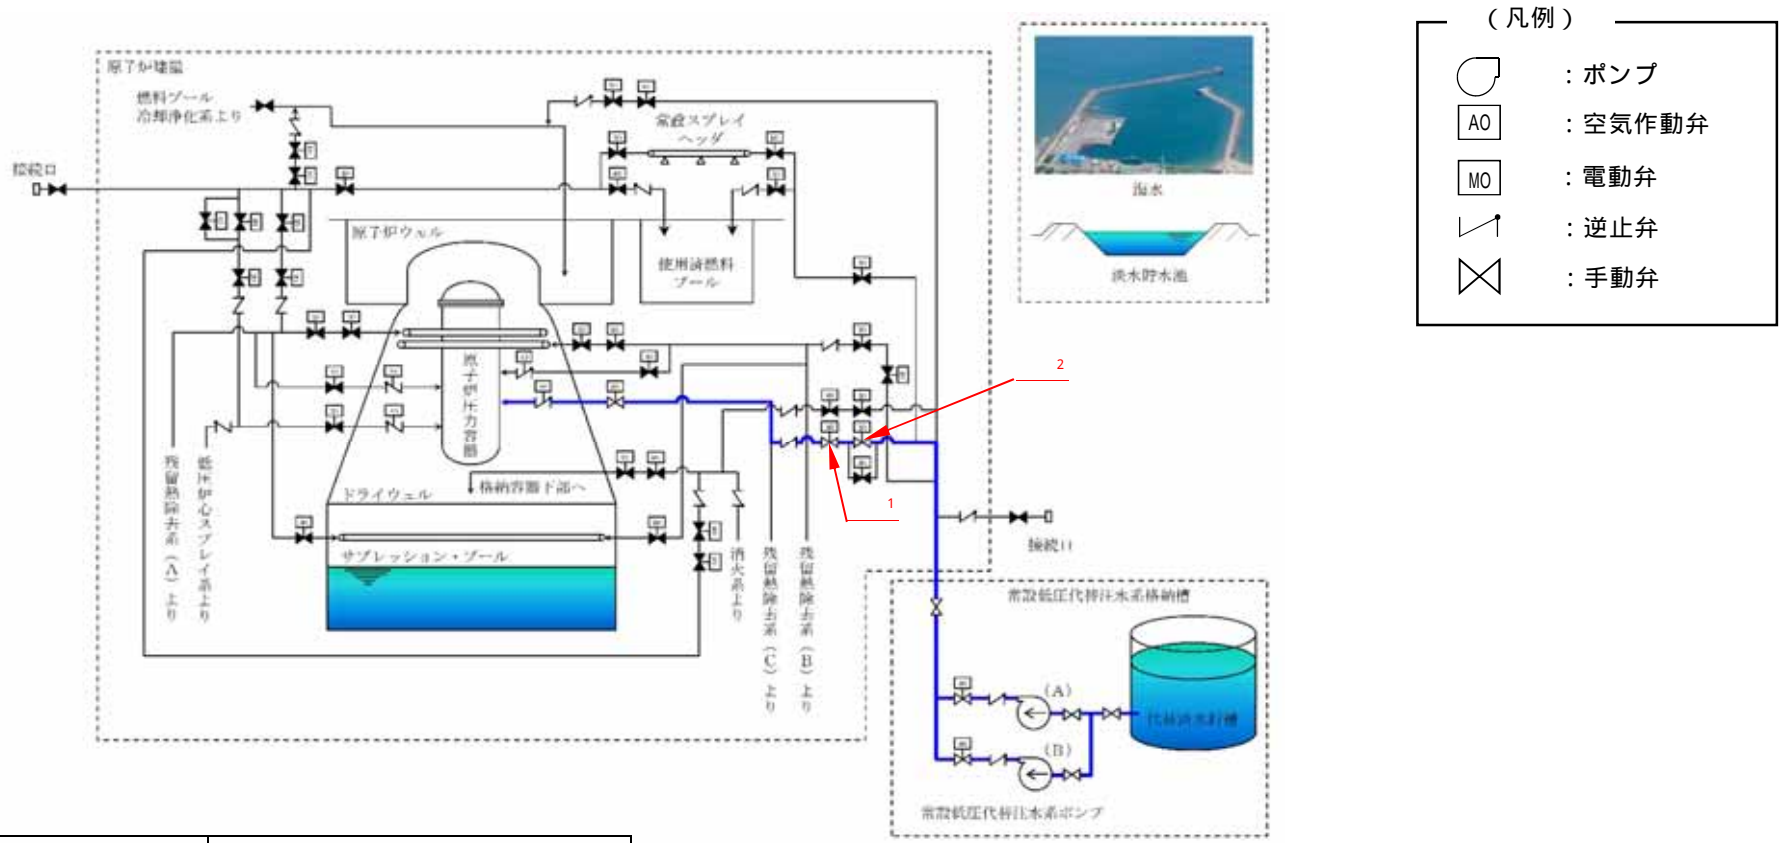 (凡例)
:ポンプ
AO
:空気作動弁
MO
:電動弁
:逆止弁
:手動弁
原子炉建屋
燃料プール
冷却浄化系より
接続口
常設スプレイ
ヘッダ
原子炉ウェル
使用済燃料
プール
海水
淡水貯水池
原子炉圧力容器
2
1
ドライウェル
格納容器下部へ
サプレッション・プール
残留熱除去系(A)より
低圧炉心スプレイ系より
消火系より
残留熱除去系(C)より
残留熱除去系(B)より
接続口
常設低圧代替注水系格納槽
(A)
代替淡水貯槽
(B)
常設低圧代替注水系ポンプ